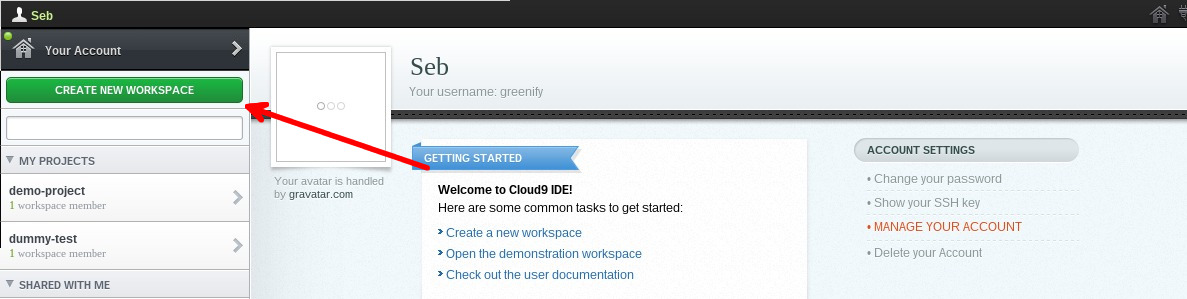 Seb
Your Account
CREATE NEW WORKSPACE
MY PROJECTS
demo-project
1 workspace member
dummy-test
1 workspace member
SHARED WITH ME
Seb
Your username: greenify
Your avatar is handled
by gravatar.com
GETTING STARTED
Welcome to Cloud9 IDE!
Here are some common tasks to get started:
Create a new workspace
Open the demonstration workspace
Check out the user documentation
ACCOUNT SETTINGS
• Change your password
• Show your SSH key
• MANAGE YOUR ACCOUNT
• Delete your Account